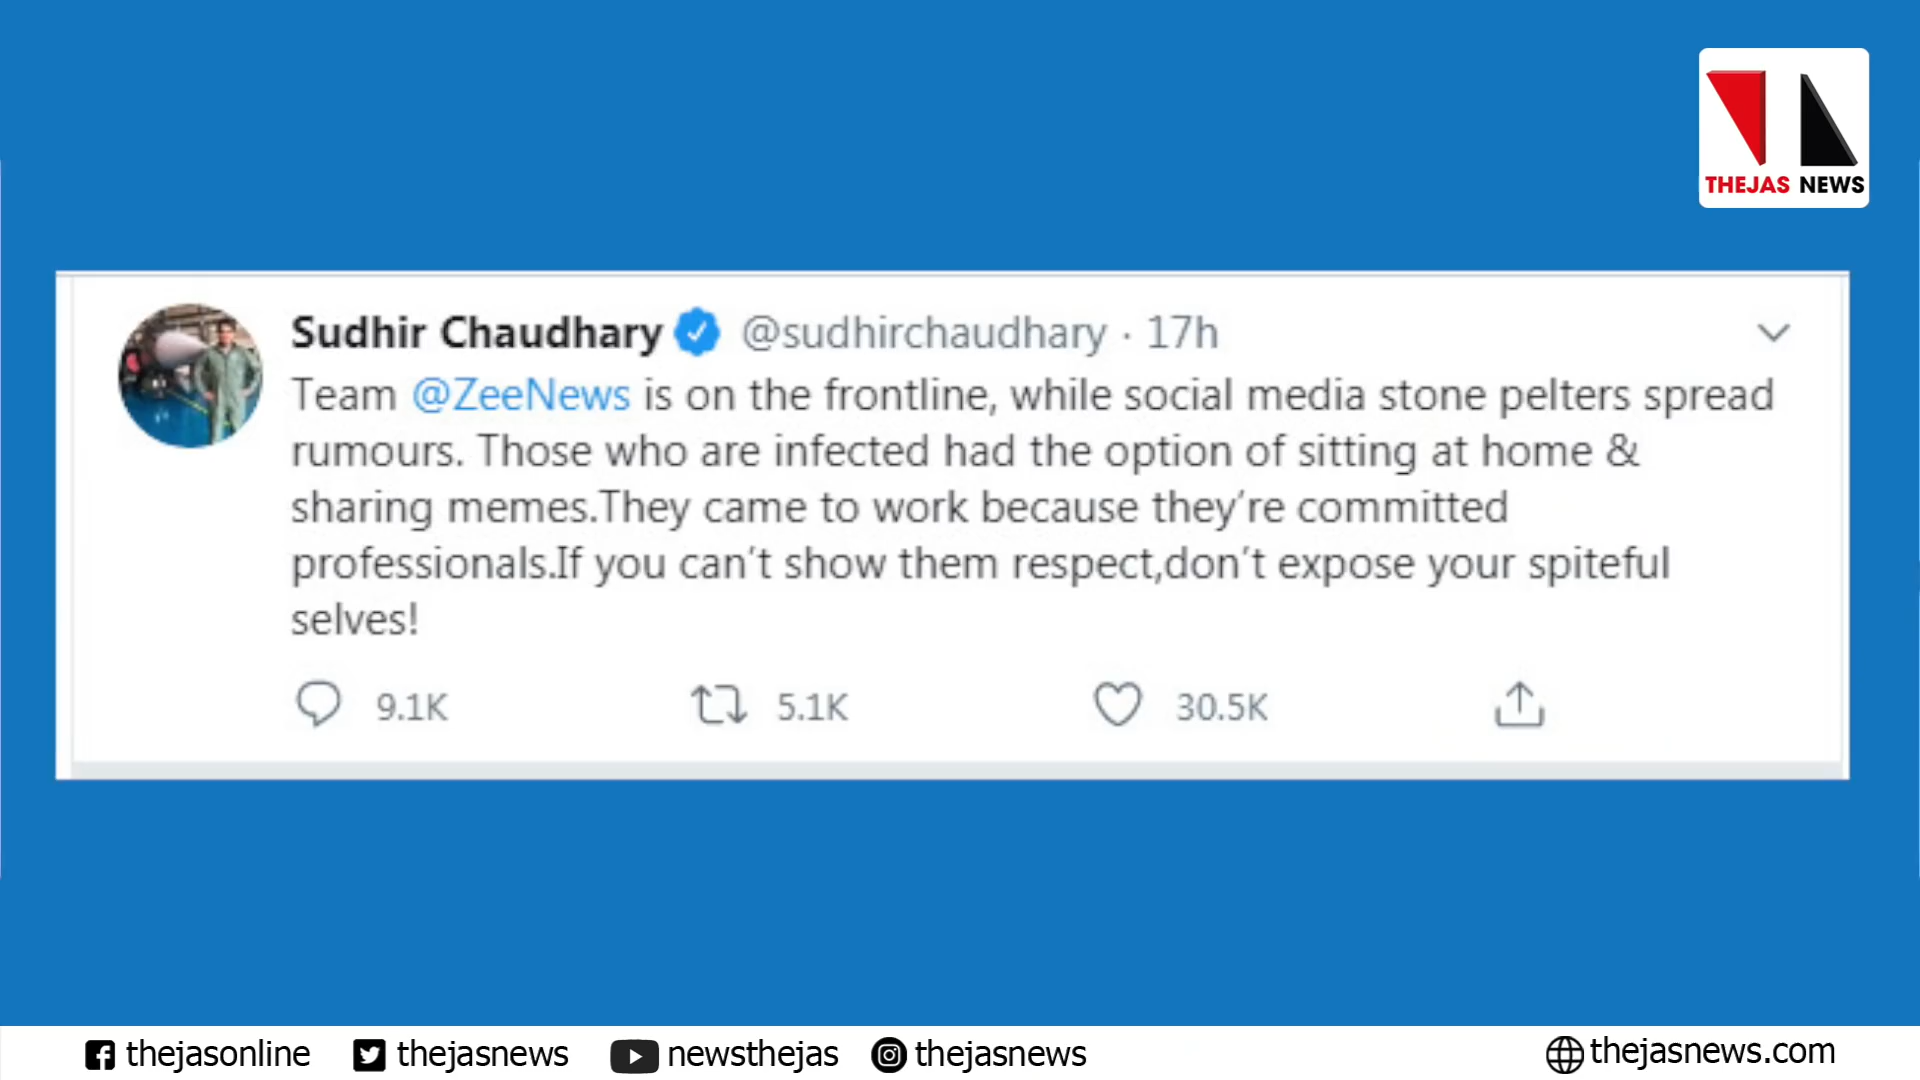 THEJAS NEWS
Sudhir Chaudhary @sudhirchaudhary · 17h
Team @ZeeNews is on the frontline, while social media stone pelters spread
rumours. Those who are infected had the option of sitting at home &
sharing memes.They came to work because they’re committed
professionals.If you can’t show them respect,don’t expose your spiteful
selves!
9.1K 5.1K 30.5K
thejasonline thejasnews newsthejas thejasnews thejasnews.com